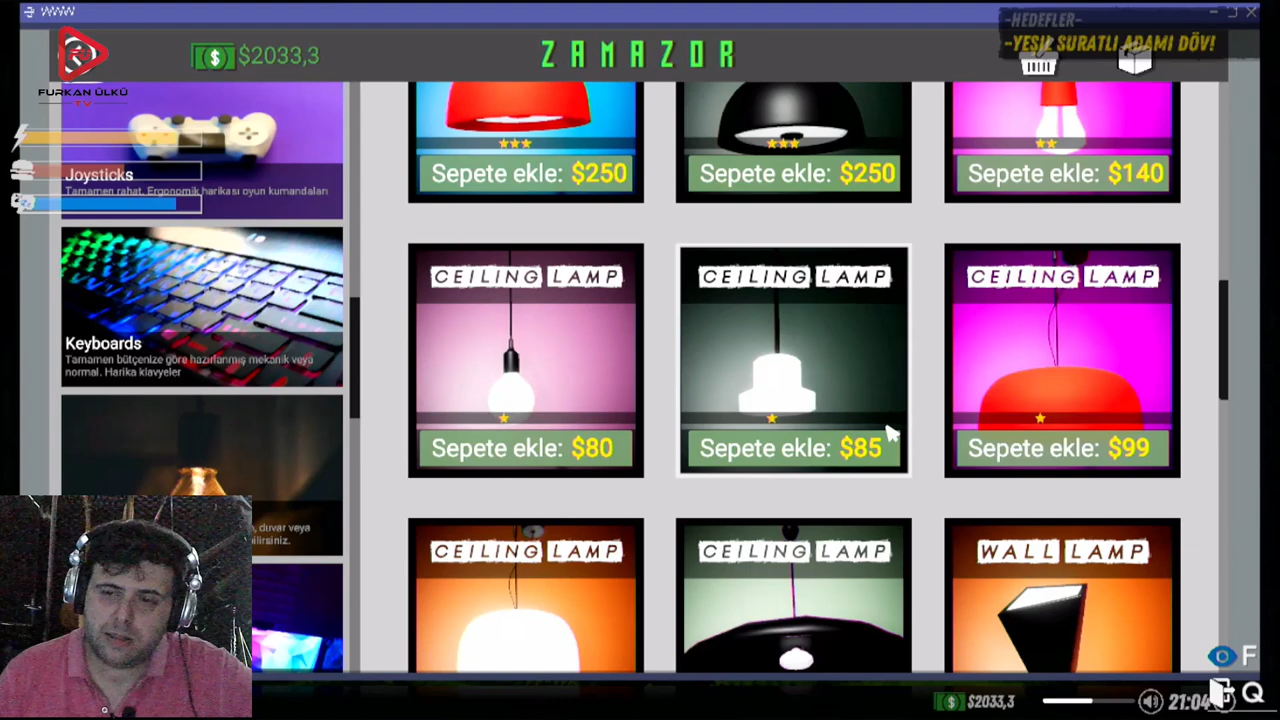 WWW
-HEDEFLER-
-YEŞİL SURATLI ADAMI DÖV!
$2033,3
ZAMAZOR
FURKAN ÜLKÜ
TV
Joysticks
Tamamen rahat. Ergonomik harikası oyun kumandaları
Sepete ekle: $250
Sepete ekle: $250
Sepete ekle: $140
Keyboards
Tamamen bütçenize göre hazırlanmış mekanik veya
normal. Harika klavyeler
CEILING LAMP
CEILING LAMP
CEILING LAMP
Sepete ekle: $80
Sepete ekle: $85
Sepete ekle: $99
, duvar veya
bilirsiniz.
CEILING LAMP
CEILING LAMP
WALL LAMP
F
Q
$2033,3
21:04